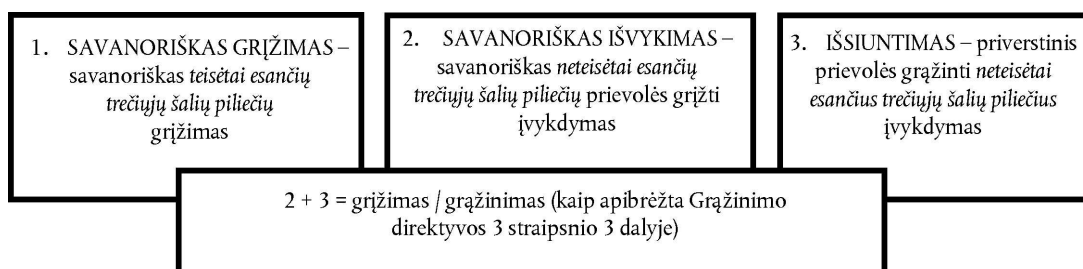 1. SAVANORIŠKAS GRĮŽIMAS –
savanoriškas teisėtai esančių
trečiųjų šalių piliečių
grįžimas
2. SAVANORIŠKAS IŠVYKIMAS –
savanoriškas neteisėtai esančių
trečiųjų šalių piliečių prievolės grįžti
įvykdymas
3. IŠSIUNTIMAS – priverstinis
prievolės grąžinti neteisėtai
esančius trečiųjų šalių piliečius
įvykdymas
2 + 3 = grįžimas / grąžinimas (kaip apibrėžta Grąžinimo
direktyvos 3 straipsnio 3 dalyje)